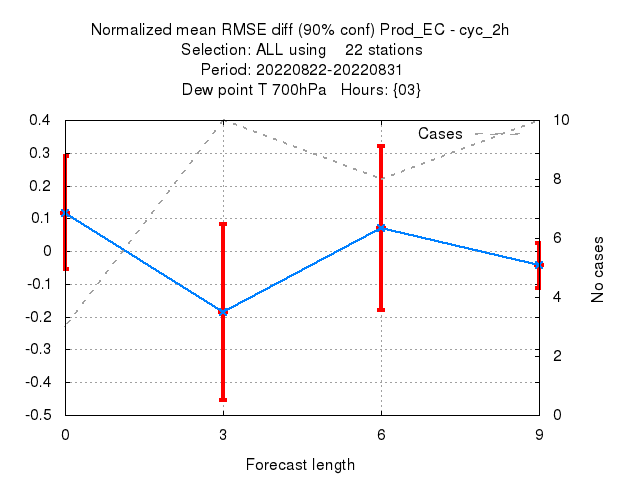 Normalized mean RMSE diff (90% conf) Prod_EC - cyc_2h
Selection: ALL using    22 stations
Period: 20220822-20220831
Dew point T 700hPa   Hours: {03}
Cases
0.4
0.3
0.2
0.1
0
-0.1
-0.2
-0.3
-0.4
-0.5
10
8
6
4
2
0
No cases
0
3
6
9
Forecast length